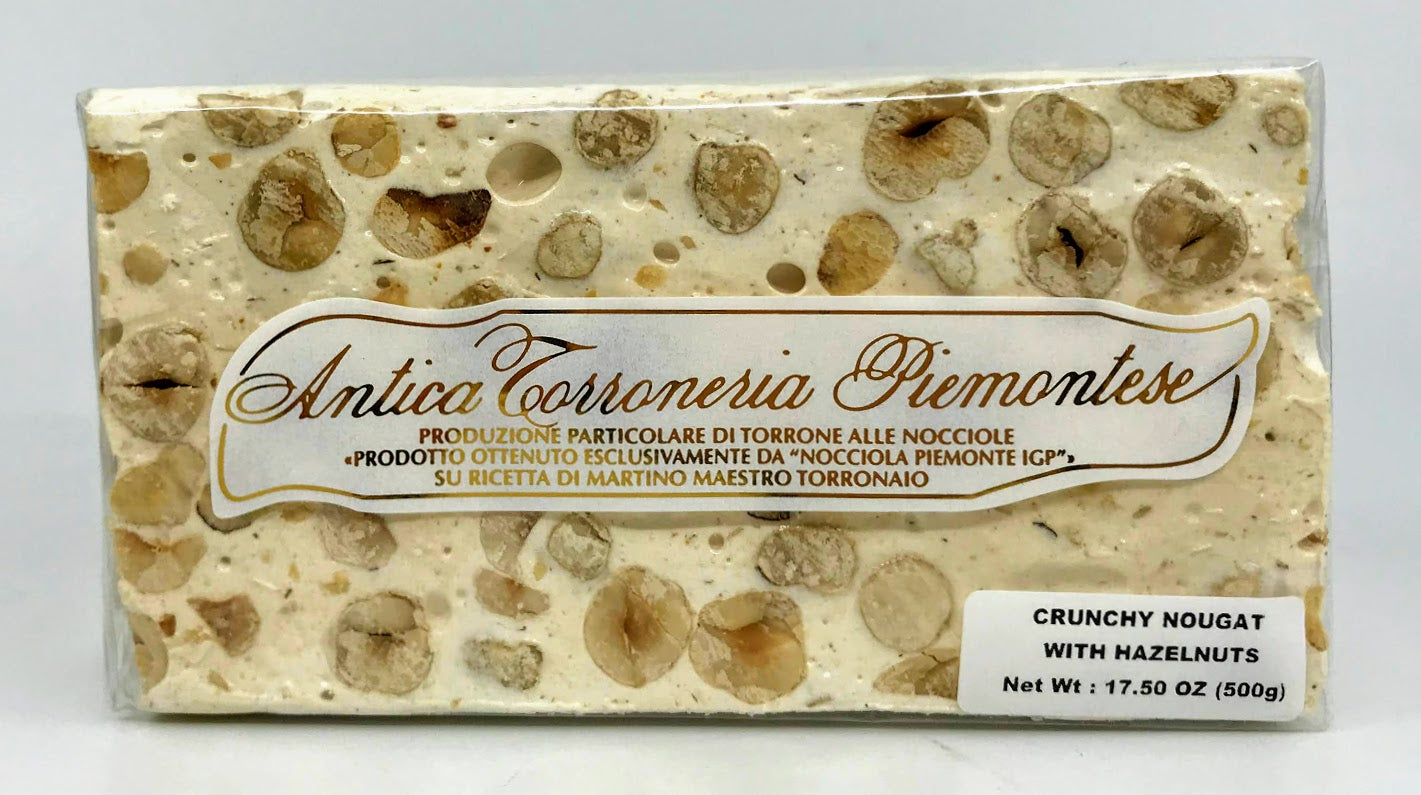 Antica Torroneria Piemontese
PRODUZIONE PARTICOLARE DI TORRONE ALLE NOCCIOLE
«PRODOTTO OTTENUTO ESCLUSIVAMENTE DA “NOCCIOLA PIEMONTE IGP”»
SU RICETTA DI MARTINO MAESTRO TORRONAIO
CRUNCHY NOUGAT
WITH HAZELNUTS
Net Wt : 17.50 OZ (500g)